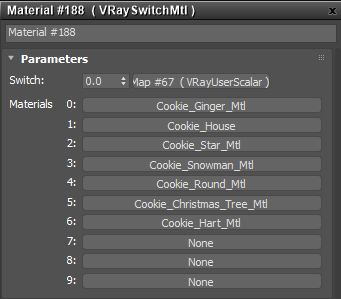 Material #188 ( VRaySwitchMtl )
Material #188
Parameters
Switch: 0.0 Map #67 ( VRayUserScalar )
Materials 0: Cookie_Ginger_Mtl
1: Cookie_House
2: Cookie_Star_Mtl
3: Cookie_Snowman_Mtl
4: Cookie_Round_Mtl
5: Cookie_Christmas_Tree_Mtl
6: Cookie_Hart_Mtl
7: None
8: None
9: None